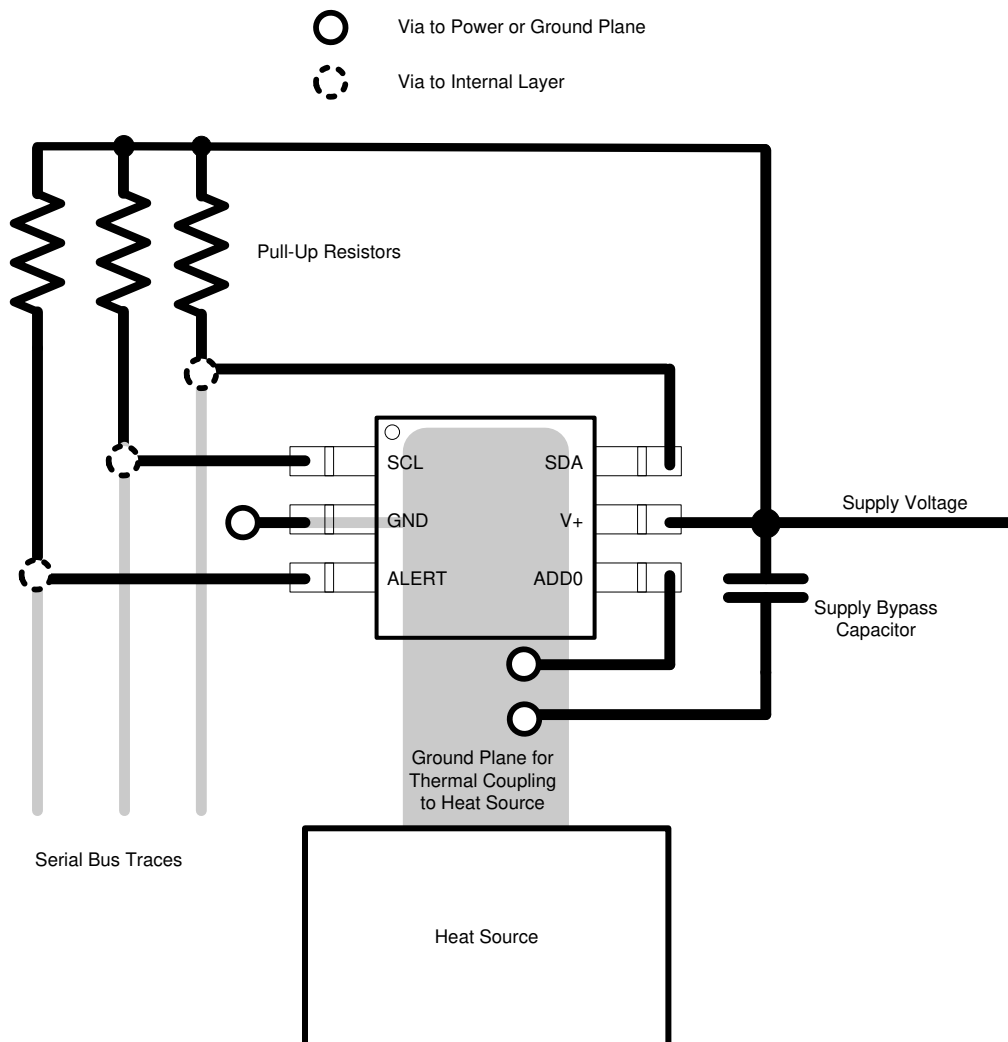 Via to Power or Ground Plane
Via to Internal Layer
Pull-Up Resistors
SCL
SDA
GND
V+
ALERT
ADD0
Supply Voltage
Supply Bypass
Capacitor
Ground Plane for
Thermal Coupling
to Heat Source
Serial Bus Traces
Heat Source